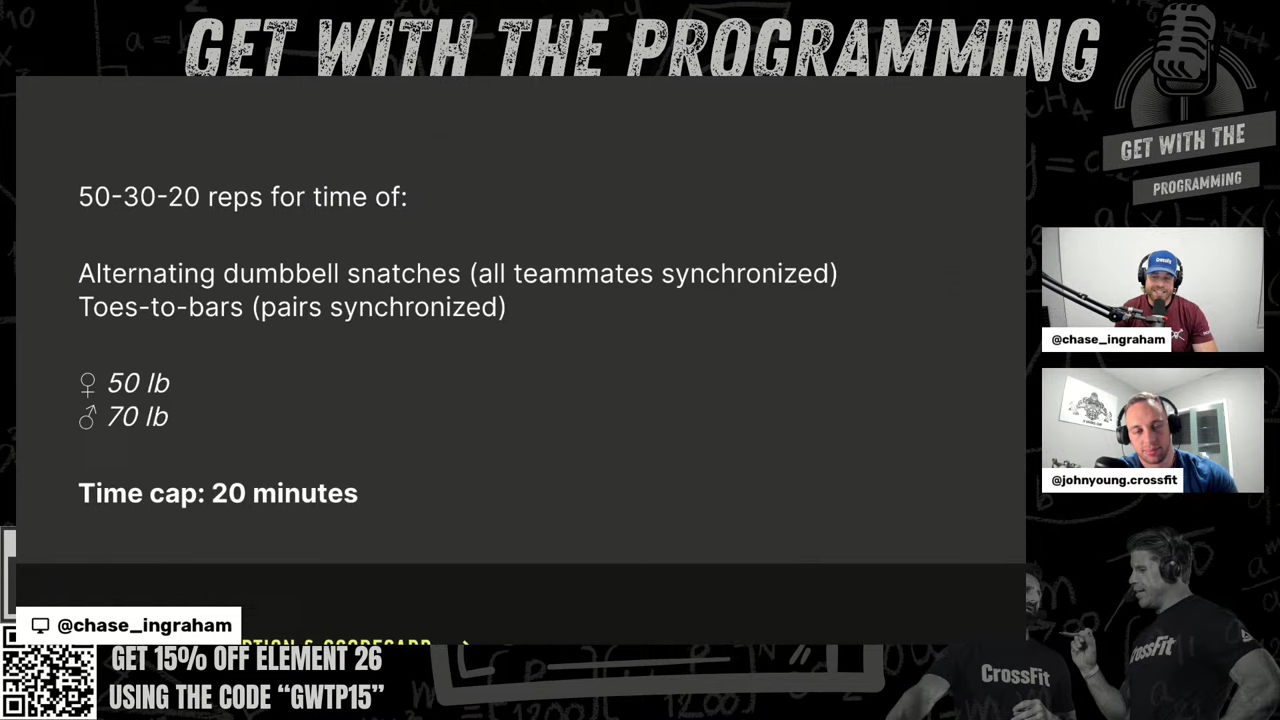 GET WITH THE PROGRAMMING
GET WITH THE
PROGRAMMING
50-30-20 reps for time of:
Alternating dumbbell snatches (all teammates synchronized)
Toes-to-bars (pairs synchronized)
♀ 50 lb
♂ 70 lb
Time cap: 20 minutes
@chase_ingraham
@johnyoung.crossfit
@chase_ingraham
GET 15% OFF ELEMENT 26
USING THE CODE “GWTP15”
CrossFit
CrossFit